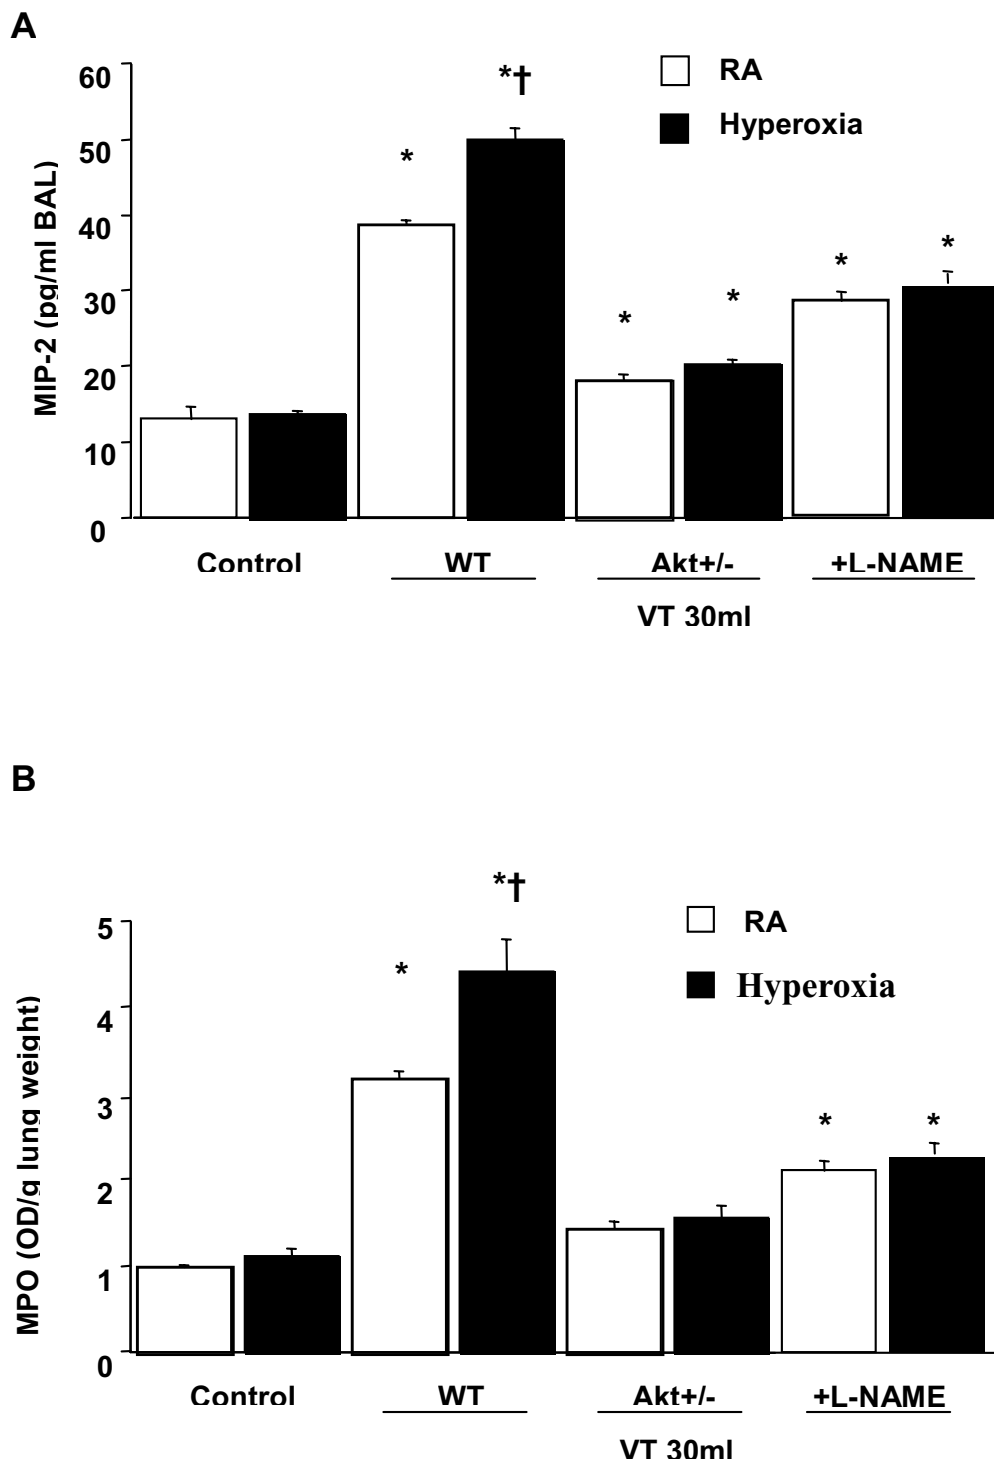 A
60
50
40
30
20
10
0
MIP-2 (pg/ml BAL)
RA
Hyperoxia
*
*†
*
*
*
*
Control WT Akt+/- +L-NAME
VT 30ml
B
5
4
3
2
1
0
MPO (OD/g lung weight)
RA
Hyperoxia
*
*†
*
*
Control WT Akt+/- +L-NAME
VT 30ml